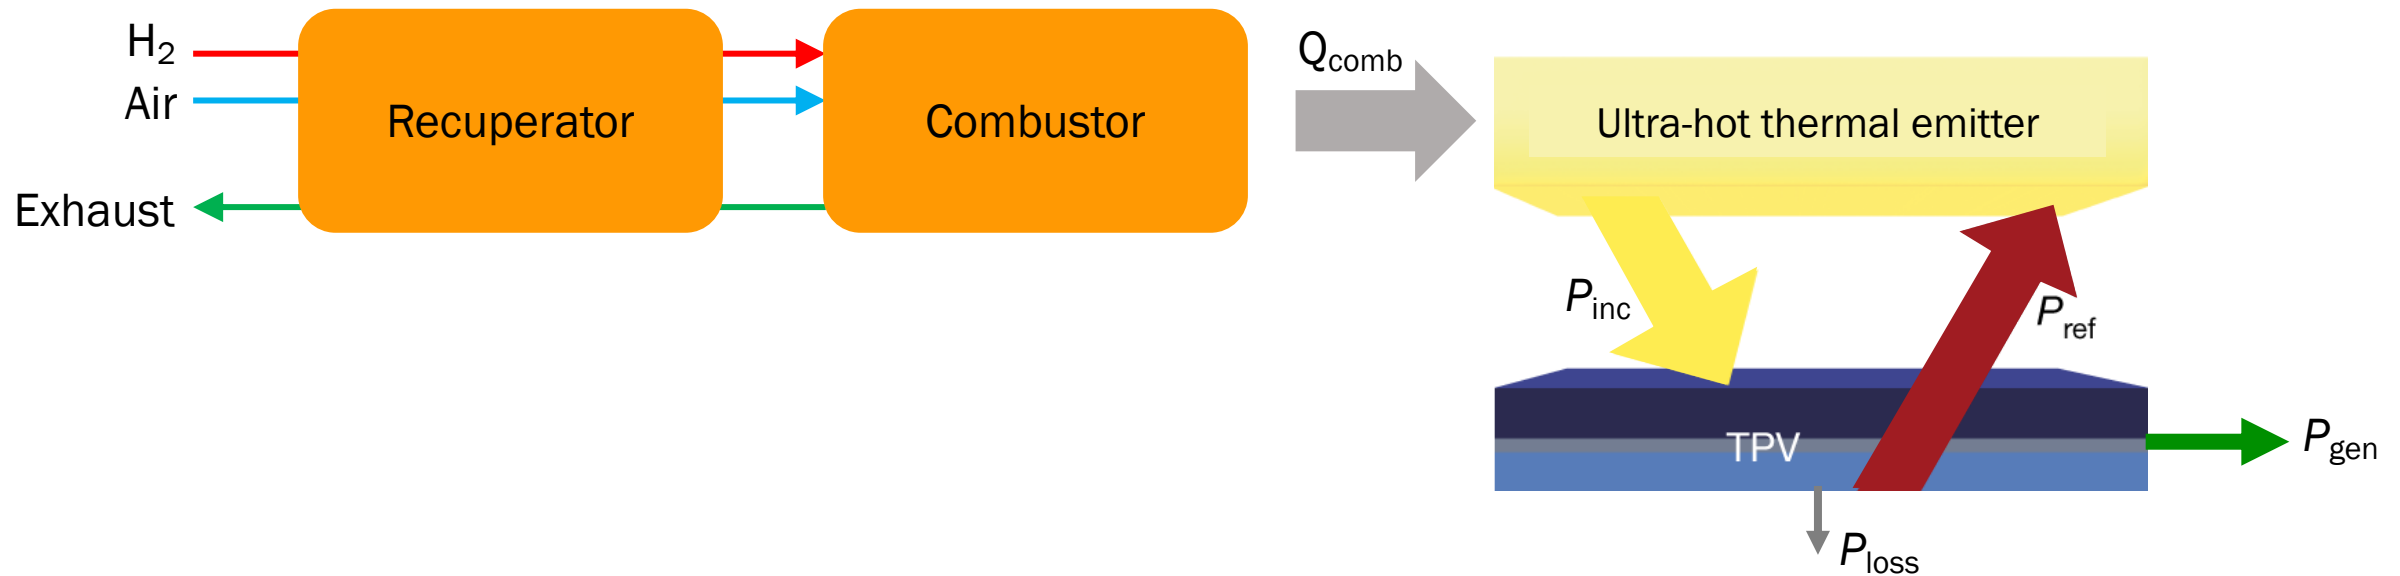 H₂
Air
Exhaust
Recuperator
Combustor
Qcomb
Ultra-hot thermal emitter
Pinc
Pref
TPV
Pgen
Ploss